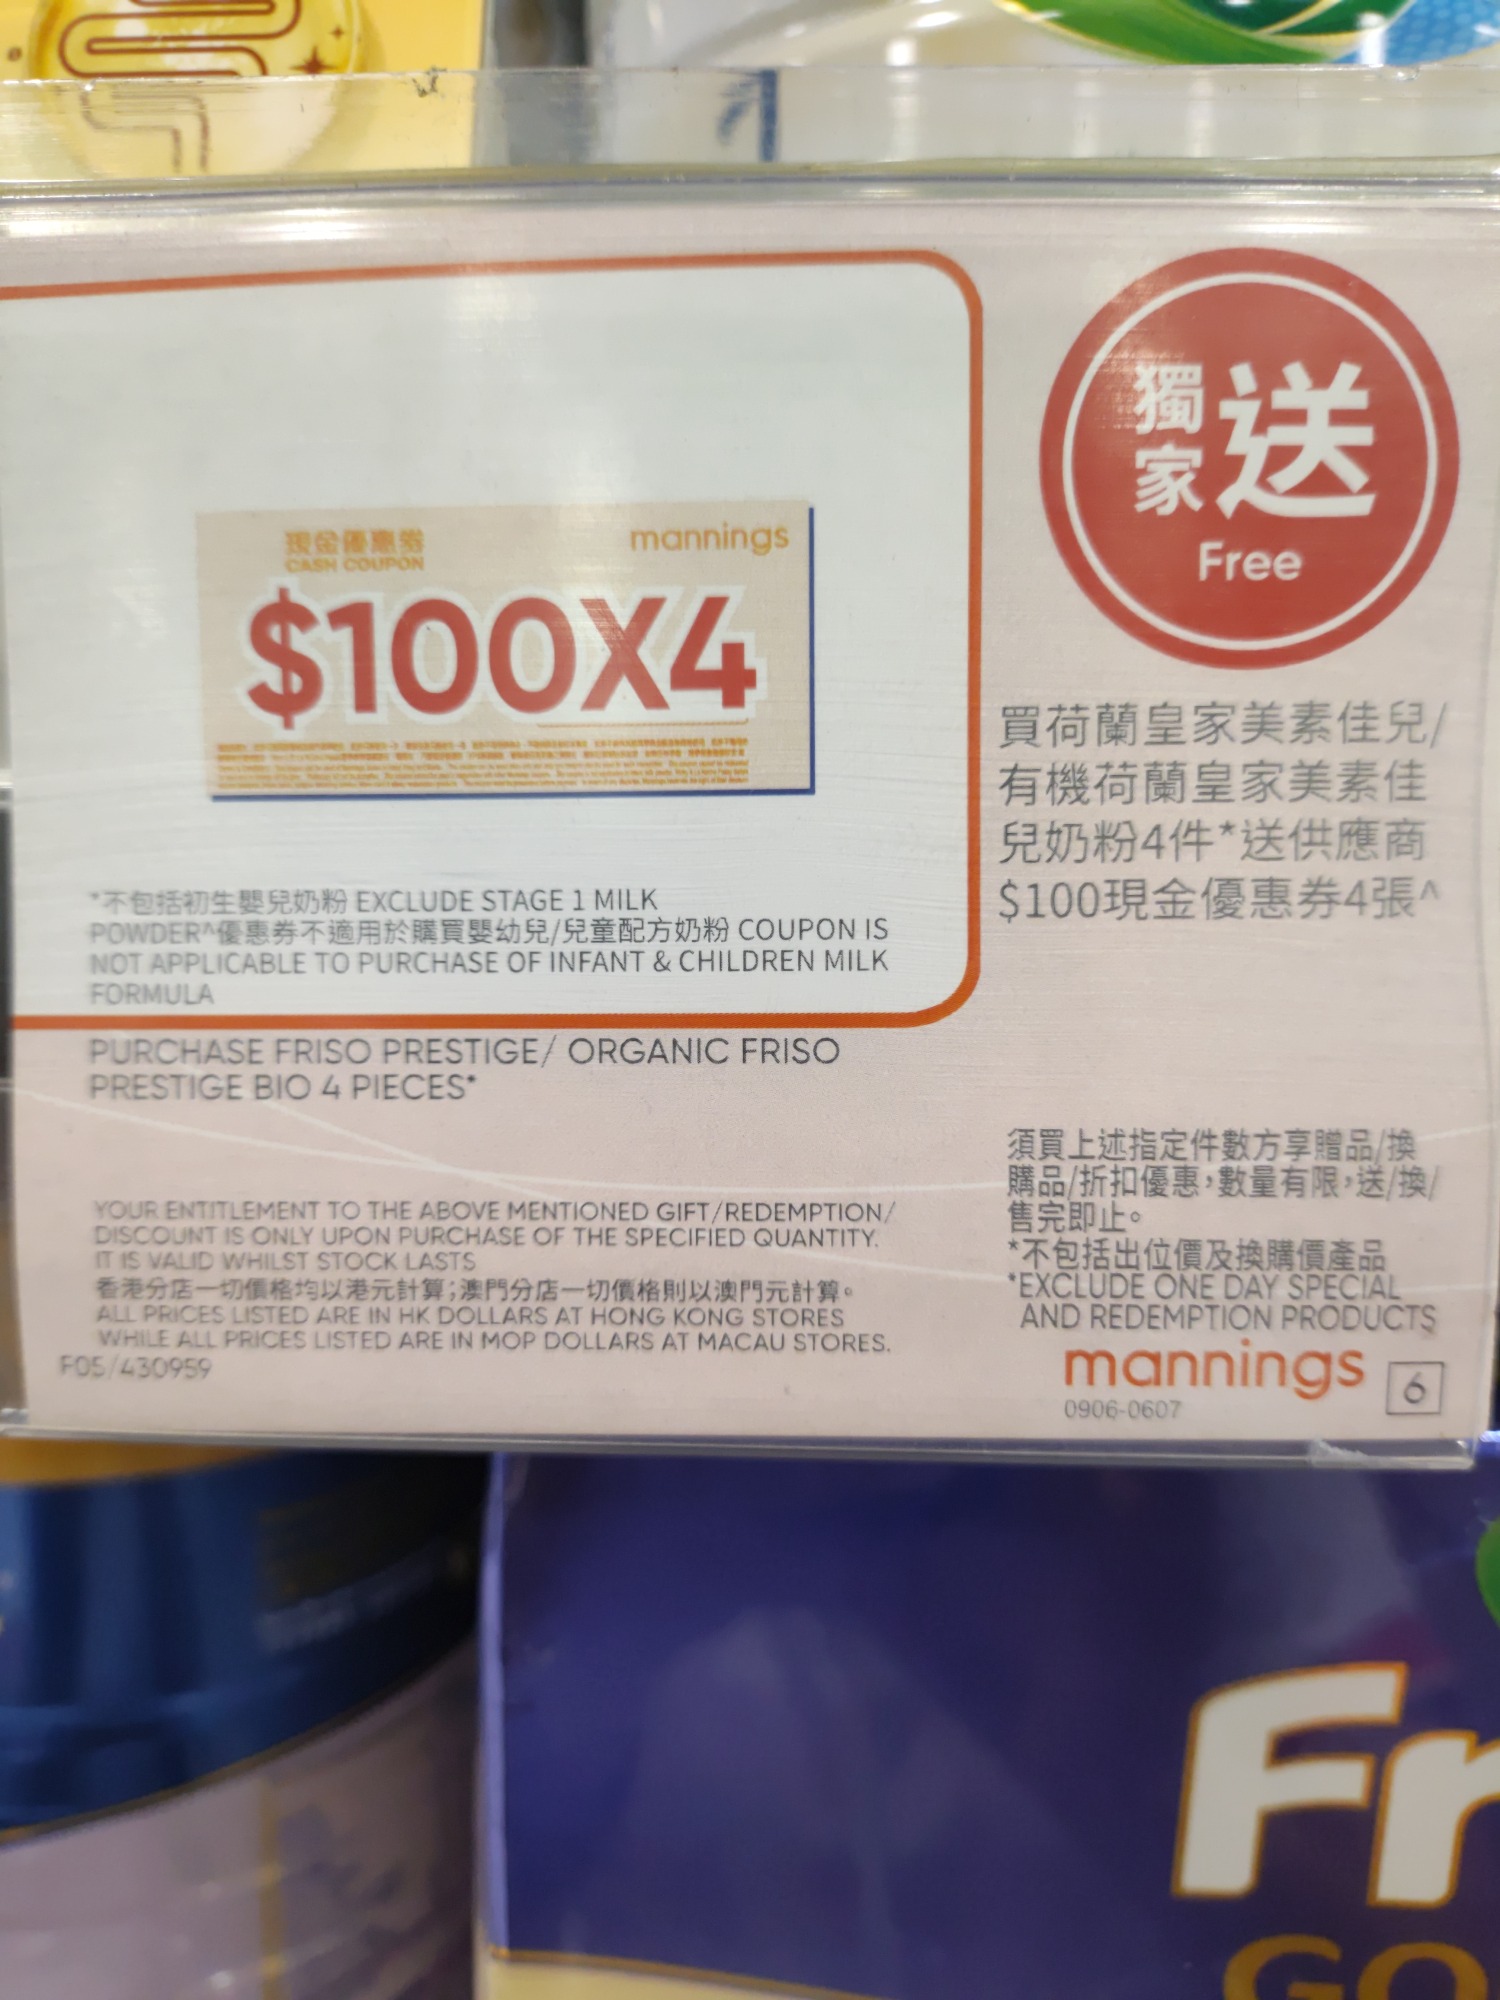 現金優惠券
CASH COUPON
mannings
$100X4
*不包括初生嬰兒奶粉 EXCLUDE STAGE 1 MILK
POWDER^優惠券不適用於購買嬰幼兒/兒童配方奶粉 COUPON IS
NOT APPLICABLE TO PURCHASE OF INFANT & CHILDREN MILK
FORMULA
PURCHASE FRISO PRESTIGE/ ORGANIC FRISO
PRESTIGE BIO 4 PIECES*
YOUR ENTITLEMENT TO THE ABOVE MENTIONED GIFT/REDEMPTION/
DISCOUNT IS ONLY UPON PURCHASE OF THE SPECIFIED QUANTITY.
IT IS VALID WHILST STOCK LASTS
香港分店一切價格均以港元計算;澳門分店一切價格則以澳門元計算。
ALL PRICES LISTED ARE IN HK DOLLARS AT HONG KONG STORES
WHILE ALL PRICES LISTED ARE IN MOP DOLLARS AT MACAU STORES.
F05/430959
獨家送
Free
買荷蘭皇家美素佳兒/
有機荷蘭皇家美素佳
兒奶粉4件*送供應商
$100現金優惠券4張^
須買上述指定件數方享贈品/換
購品/折扣優惠,數量有限,送/換/
售完即止。
*不包括出位價及換購價產品
*EXCLUDE ONE DAY SPECIAL
AND REDEMPTION PRODUCTS
mannings
6
0906-0607
Fr
GO